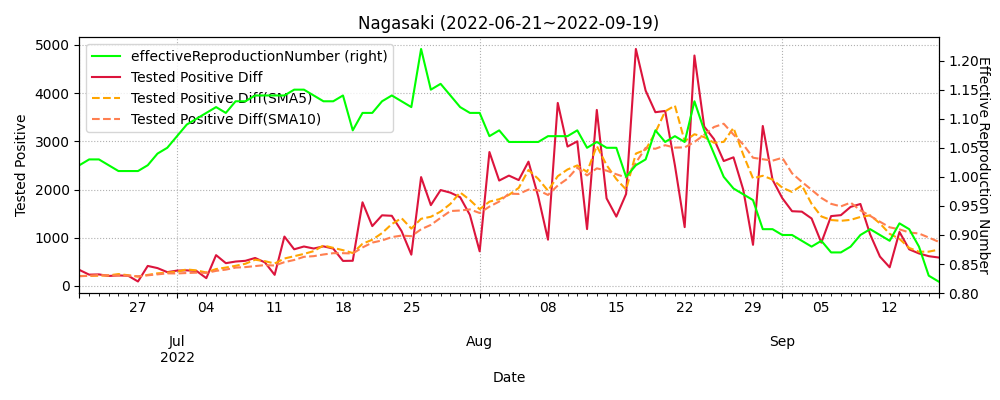 Nagasaki (2022-06-21~2022-09-19)
effectiveReproductionNumber (right)
Tested Positive Diff
Tested Positive Diff(SMA5)
Tested Positive Diff(SMA10)
Tested Positive
5000
4000
3000
2000
1000
0
1.20
1.15
1.10
1.05
1.00
0.95
0.90
0.85
0.80
Effective Reproduction Number
27 04 11 18 25 08 15 22 29 05 12
Jul Aug Sep
2022
Date